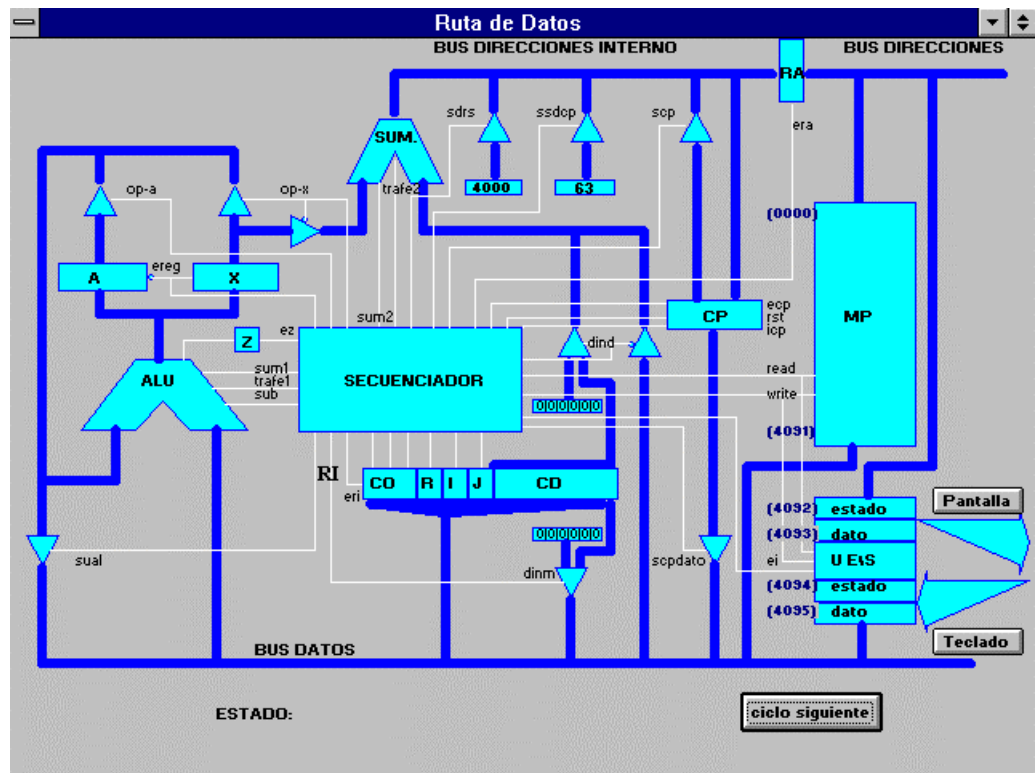 Ruta de Datos
BUS DIRECCIONES INTERNO
BUS DIRECCIONES
RA
sdrs
ssdcp
scp
era
SUM.
trafe2
4000
63
op-a
op-x
(0000)
A
ereg
X
ecp
rst
icp
CP
MP
sum2
Z
ez
dind
ALU
sum1
trafe1
sub
SECUENCIADOR
read
write
000000
(4091)
RI
eri
CO
R
I
J
CD
(4092)
estado
Pantalla
000000
(4093)
dato
sual
dinm
scpdato
ei
U E\S
(4094)
estado
(4095)
dato
Teclado
BUS DATOS
ESTADO:
ciclo siguiente